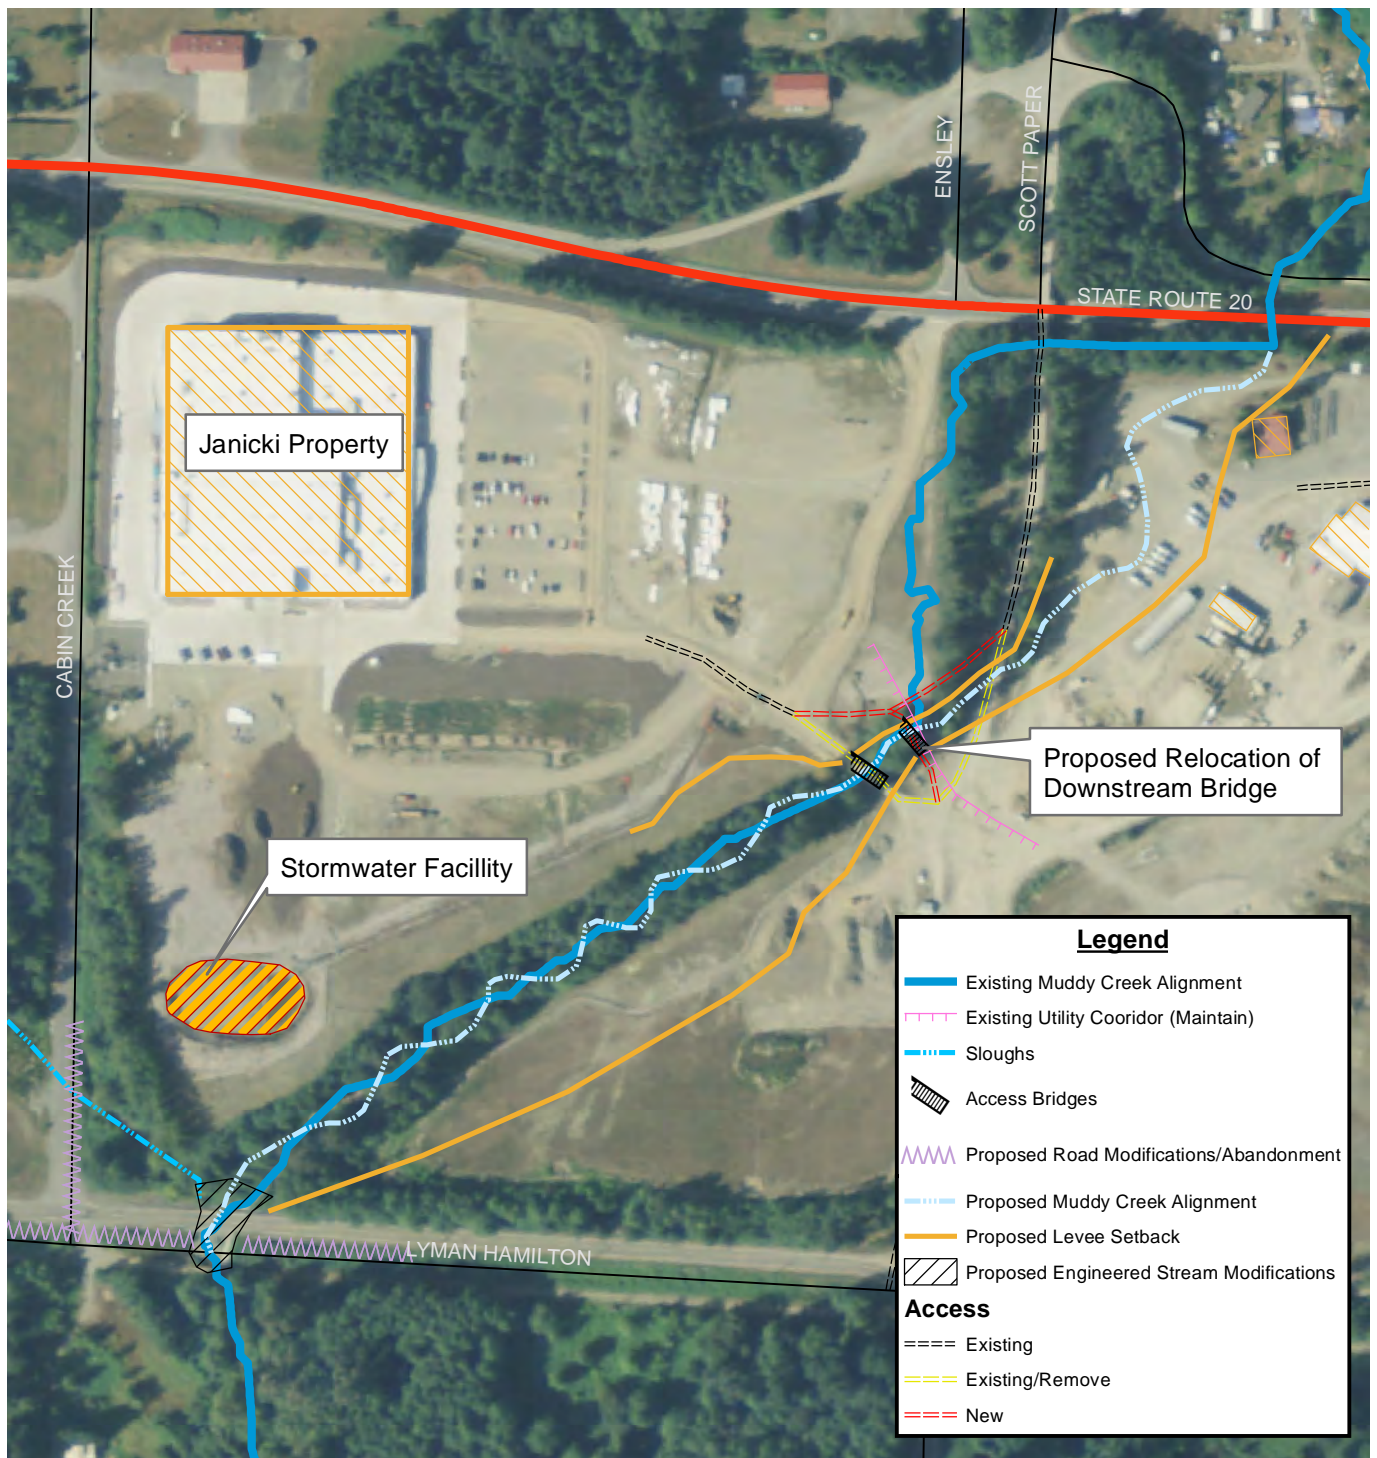 ENSLEY
SCOTT PAPER
STATE ROUTE 20
Janicki Property
CABIN CREEK
Proposed Relocation of
Downstream Bridge
Stormwater Facillity
LYMAN HAMILTON
Legend
Existing Muddy Creek Alignment
Existing Utility Cooridor (Maintain)
Sloughs
Access Bridges
Proposed Road Modifications/Abandonment
Proposed Muddy Creek Alignment
Proposed Levee Setback
Proposed Engineered Stream Modifications
Access
Existing
Existing/Remove
New